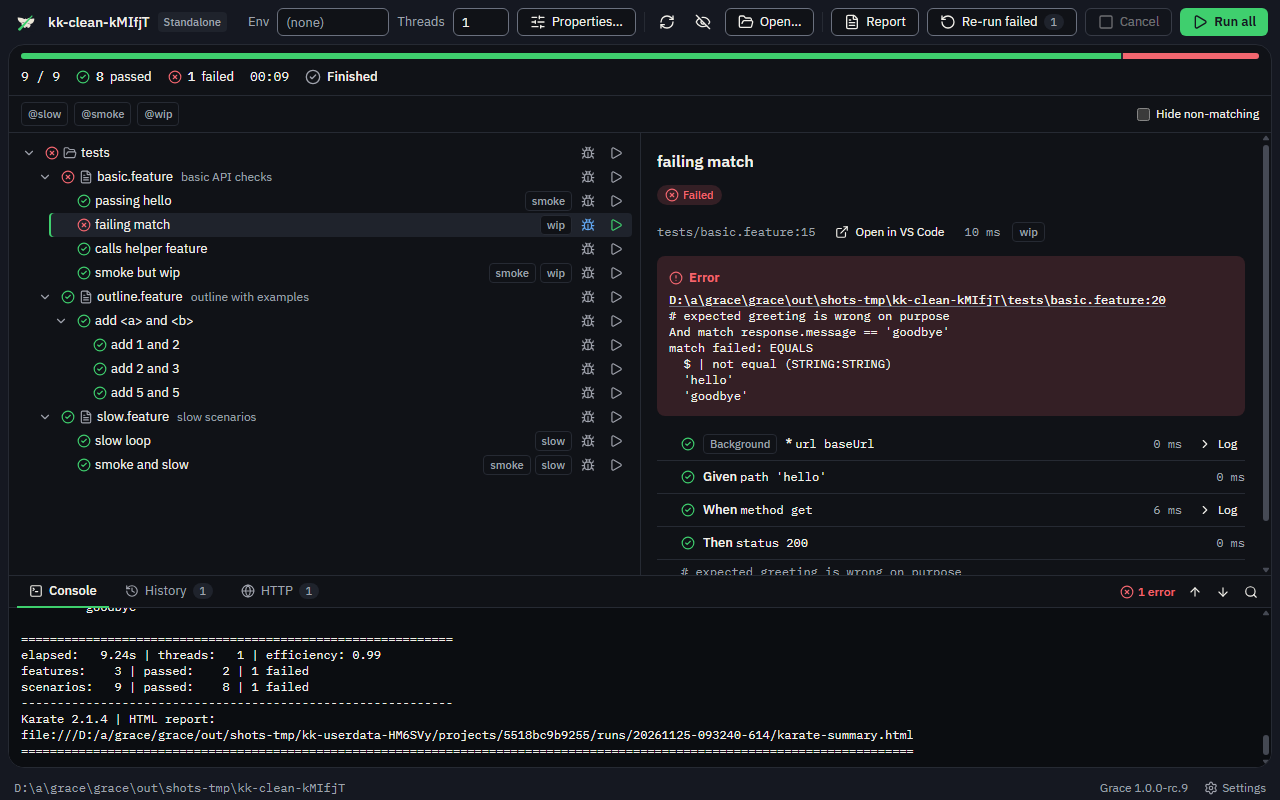 kk-clean-kMIfjT Standalone Env (none) Threads 1 Properties... Open... Report Re-run failed 1 Cancel Run all
9 / 9 8 passed 1 failed 00:09 Finished
@slow @smoke @wip Hide non-matching
tests
basic.feature basic API checks
passing hello smoke
failing match wip
calls helper feature
smoke but wip smoke wip
outline.feature outline with examples
add <a> and <b>
add 1 and 2
add 2 and 3
add 5 and 5
slow.feature slow scenarios
slow loop slow
smoke and slow smoke slow
failing match
Failed
tests/basic.feature:15 Open in VS Code 10 ms wip
Error
D:\a\grace\grace\out\shots-tmp\kk-clean-kMIfjT\tests\basic.feature:20
# expected greeting is wrong on purpose
And match response.message == 'goodbye'
match failed: EQUALS
$ | not equal (STRING:STRING)
'hello'
'goodbye'
Background * url baseUrl 0 ms Log
Given path 'hello' 0 ms
When method get 6 ms Log
Then status 200 0 ms
# expected greeting is wrong on purpose
Console History 1 HTTP 1 1 error
goodbye
============================================================
elapsed: 9.24s | threads: 1 | efficiency: 0.99
features: 3 | passed: 2 | 1 failed
scenarios: 9 | passed: 8 | 1 failed
------------------------------------------------------------
Karate 2.1.4 | HTML report:
file:///D:/a/grace/grace/out/shots-tmp/kk-userdata-HM6SVy/projects/5518bc9b9255/runs/20261125-093240-614/karate-summary.html
============================================================================================================================
D:\a\grace\grace\out\shots-tmp\kk-clean-kMIfjT Grace 1.0.0-rc.9 Settings